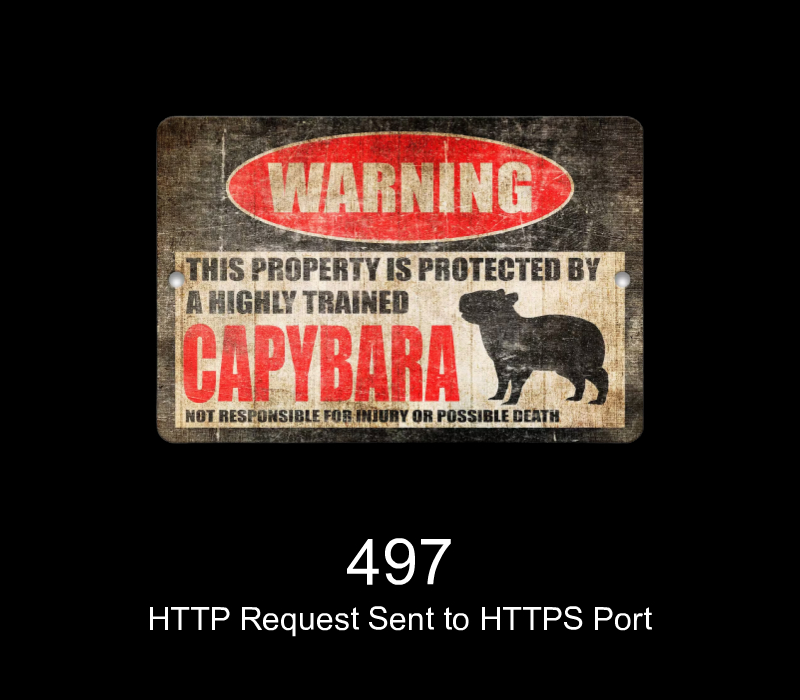 WARNING
THIS PROPERTY IS PROTECTED BY
A HIGHLY TRAINED
CAPYBARA
NOT RESPONSIBLE FOR INJURY OR POSSIBLE DEATH
497
HTTP Request Sent to HTTPS Port